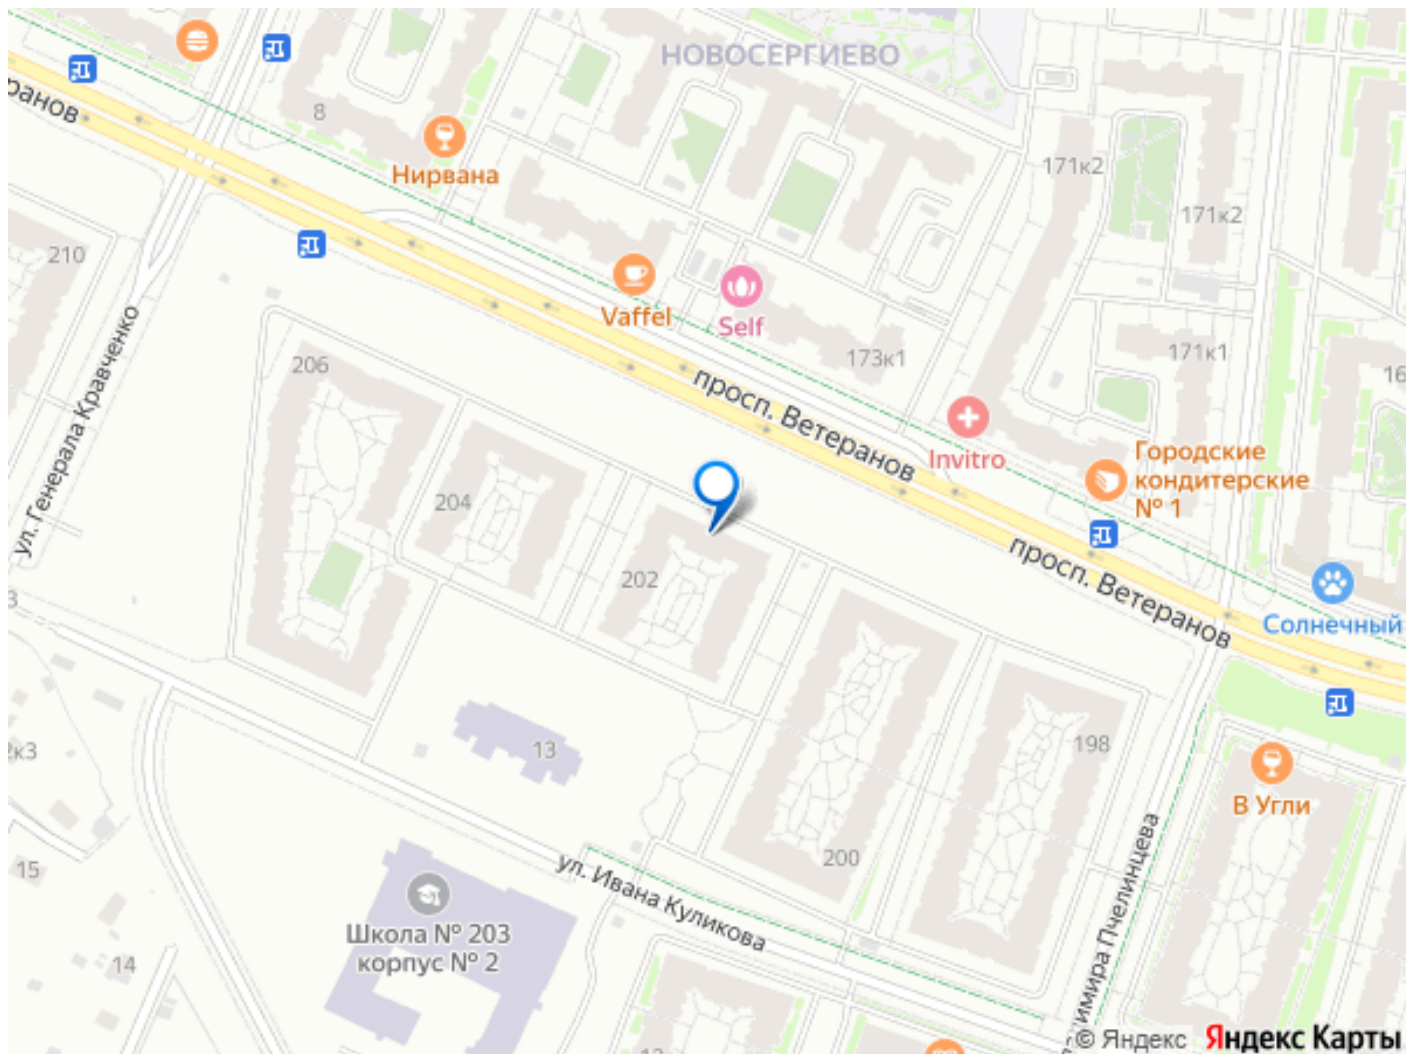 НОВОСЕРГИЕВО
ранов
8
Нирвана
171к2
171к2
210
Vaffel
Self
173к1
171к1
206
16
просп. Ветеранов
Invitro
Городские
кондитерские
№ 1
ул. Генерала Кравченко
204
202
просп. Ветеранов
Солнечный
3
2к3
13
198
В Угли
15
200
ул. Ивана Куликова
Школа № 203
корпус № 2
14
имира Пчелинцева
© Яндекс Яндекс Карты